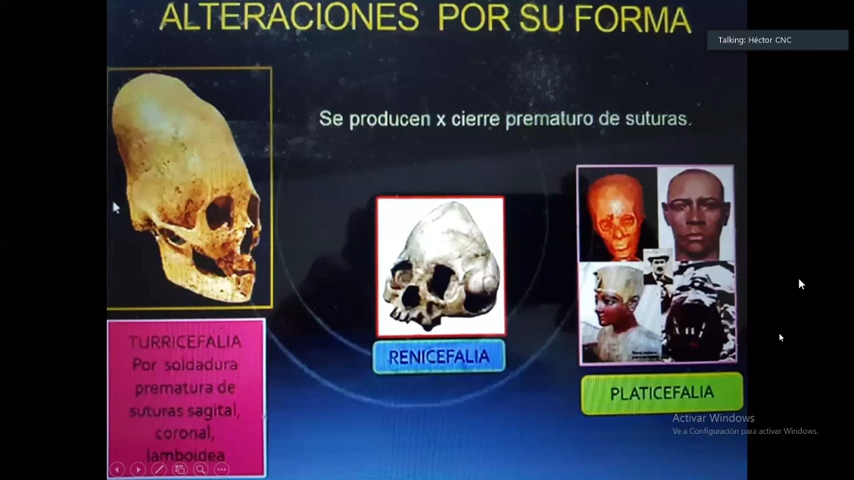 ALTERACIONES POR SU FORMA
Talking: Héctor CNC
Se producen x cierre prematuro de suturas.
TURRICEFALIA
Por soldadura
prematura de
suturas sagital,
coronal,
lamboidea
RENICEFALIA
PLATICEFALIA
Activar Windows
Ve a Configuración para activar Windows.